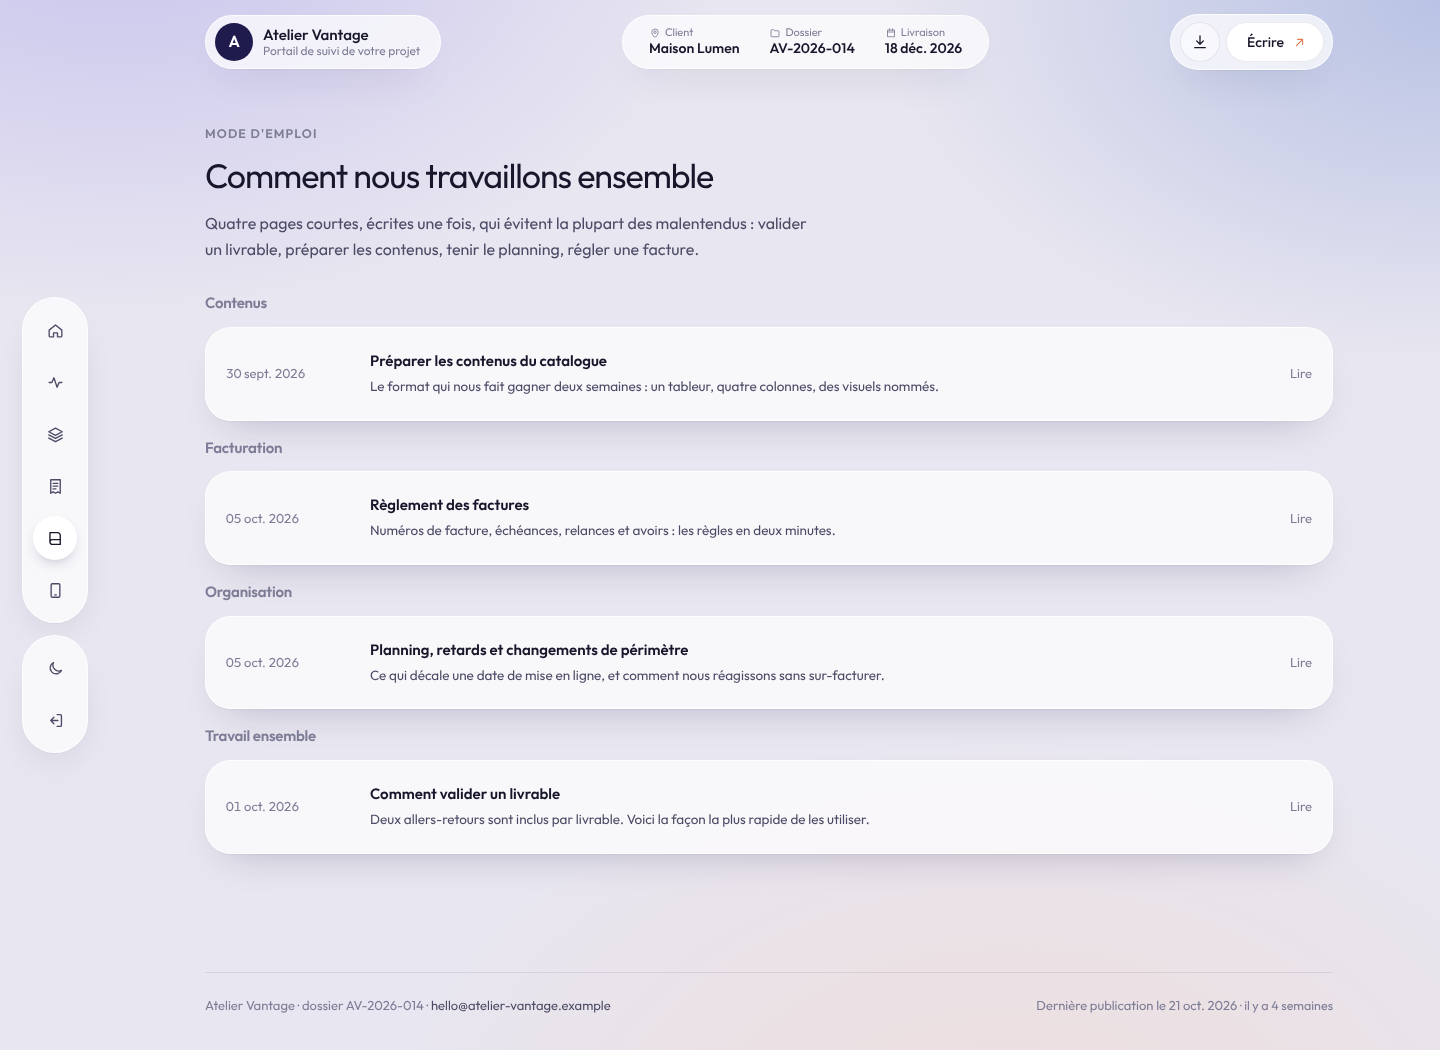 A
Atelier Vantage
Portail de suivi de votre projet
Client
Maison Lumen
Dossier
AV-2026-014
Livraison
18 déc. 2026
Écrire
MODE D'EMPLOI
Comment nous travaillons ensemble
Quatre pages courtes, écrites une fois, qui évitent la plupart des malentendus : valider
un livrable, préparer les contenus, tenir le planning, régler une facture.
Contenus
30 sept. 2026
Préparer les contenus du catalogue
Le format qui nous fait gagner deux semaines : un tableur, quatre colonnes, des visuels nommés.
Lire
Facturation
05 oct. 2026
Règlement des factures
Numéros de facture, échéances, relances et avoirs : les règles en deux minutes.
Lire
Organisation
05 oct. 2026
Planning, retards et changements de périmètre
Ce qui décale une date de mise en ligne, et comment nous réagissons sans sur-facturer.
Lire
Travail ensemble
01 oct. 2026
Comment valider un livrable
Deux allers-retours sont inclus par livrable. Voici la façon la plus rapide de les utiliser.
Lire
Atelier Vantage · dossier AV-2026-014 · hello@atelier-vantage.example
Dernière publication le 21 oct. 2026 · il y a 4 semaines